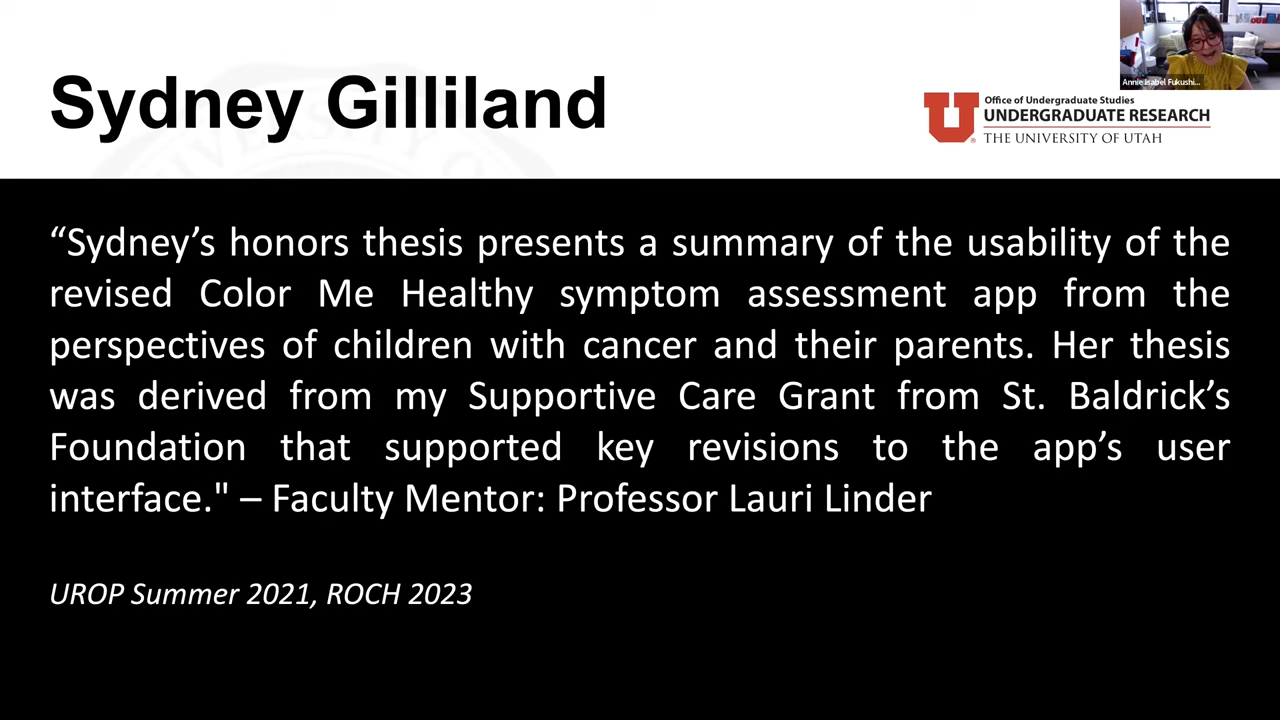 Sydney Gilliland
Annie Isabel Fukushi...
Office of Undergraduate Studies
UNDERGRADUATE RESEARCH
THE UNIVERSITY OF UTAH
“Sydney’s honors thesis presents a summary of the usability of the
revised Color Me Healthy symptom assessment app from the
perspectives of children with cancer and their parents. Her thesis
was derived from my Supportive Care Grant from St. Baldrick’s
Foundation that supported key revisions to the app’s user
interface." – Faculty Mentor: Professor Lauri Linder
UROP Summer 2021, ROCH 2023